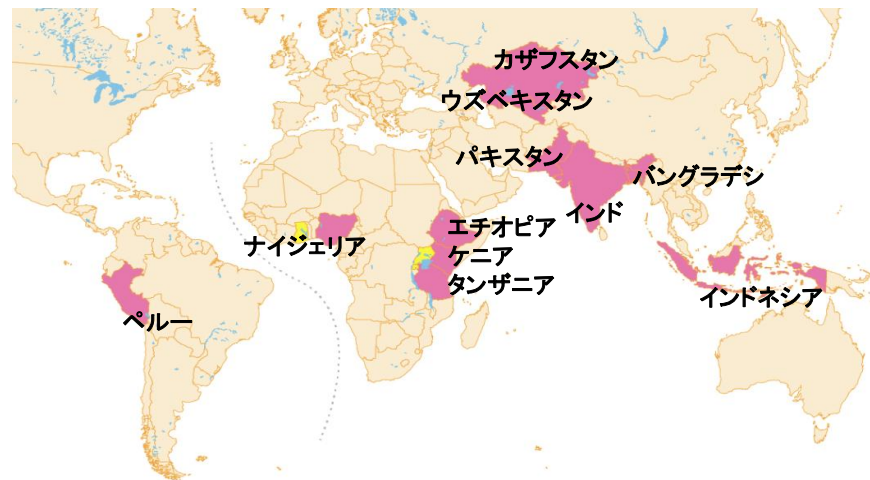 カザフスタン
ウズベキスタン
パキスタン
バングラデシ
インド
エチオピア
ナイジェリア
ケニア
タンザニア
インドネシア
ペルー